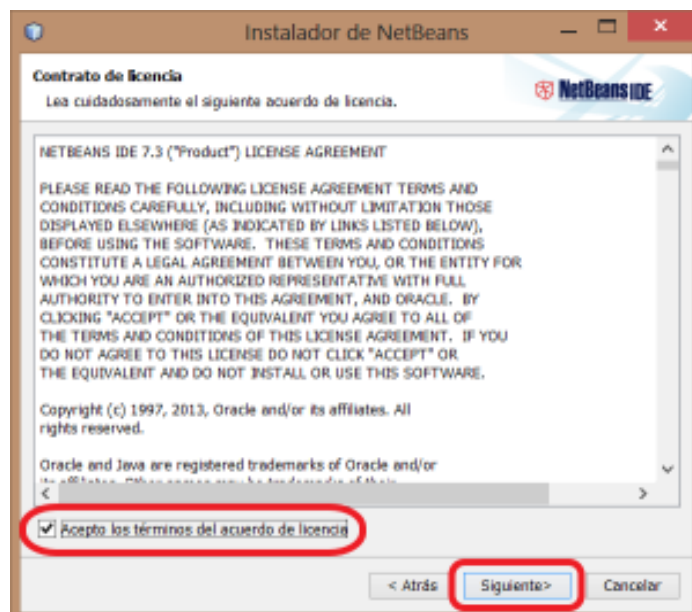 Instalador de NetBeans
Contrato de licencia
Lea cuidadosamente el siguiente acuerdo de licencia.
NetBeans IDE
NETBEANS IDE 7.3 ("Product") LICENSE AGREEMENT
PLEASE READ THE FOLLOWING LICENSE AGREEMENT TERMS AND
CONDITIONS CAREFULLY, INCLUDING WITHOUT LIMITATION THOSE
DISPLAYED ELSEWHERE (AS INDICATED BY LINKS LISTED BELOW),
BEFORE USING THE SOFTWARE. THESE TERMS AND CONDITIONS
CONSTITUTE A LEGAL AGREEMENT BETWEEN YOU, OR THE ENTITY FOR
WHICH YOU ARE AN AUTHORIZED REPRESENTATIVE WITH FULL
AUTHORITY TO ENTER INTO THIS AGREEMENT, AND ORACLE. BY
CLICKING "ACCEPT" OR THE EQUIVALENT YOU AGREE TO ALL OF
THE TERMS AND CONDITIONS OF THIS LICENSE AGREEMENT. IF YOU
DO NOT AGREE TO THIS LICENSE DO NOT CLICK "ACCEPT" OR
THE EQUIVALENT AND DO NOT INSTALL OR USE THIS SOFTWARE.
Copyright (c) 1997, 2013, Oracle and/or its affiliates. All
rights reserved.
Oracle and Java are registered trademarks of Oracle and/or
Acepto los términos del acuerdo de licencia
< Atrás Siguiente> Cancelar